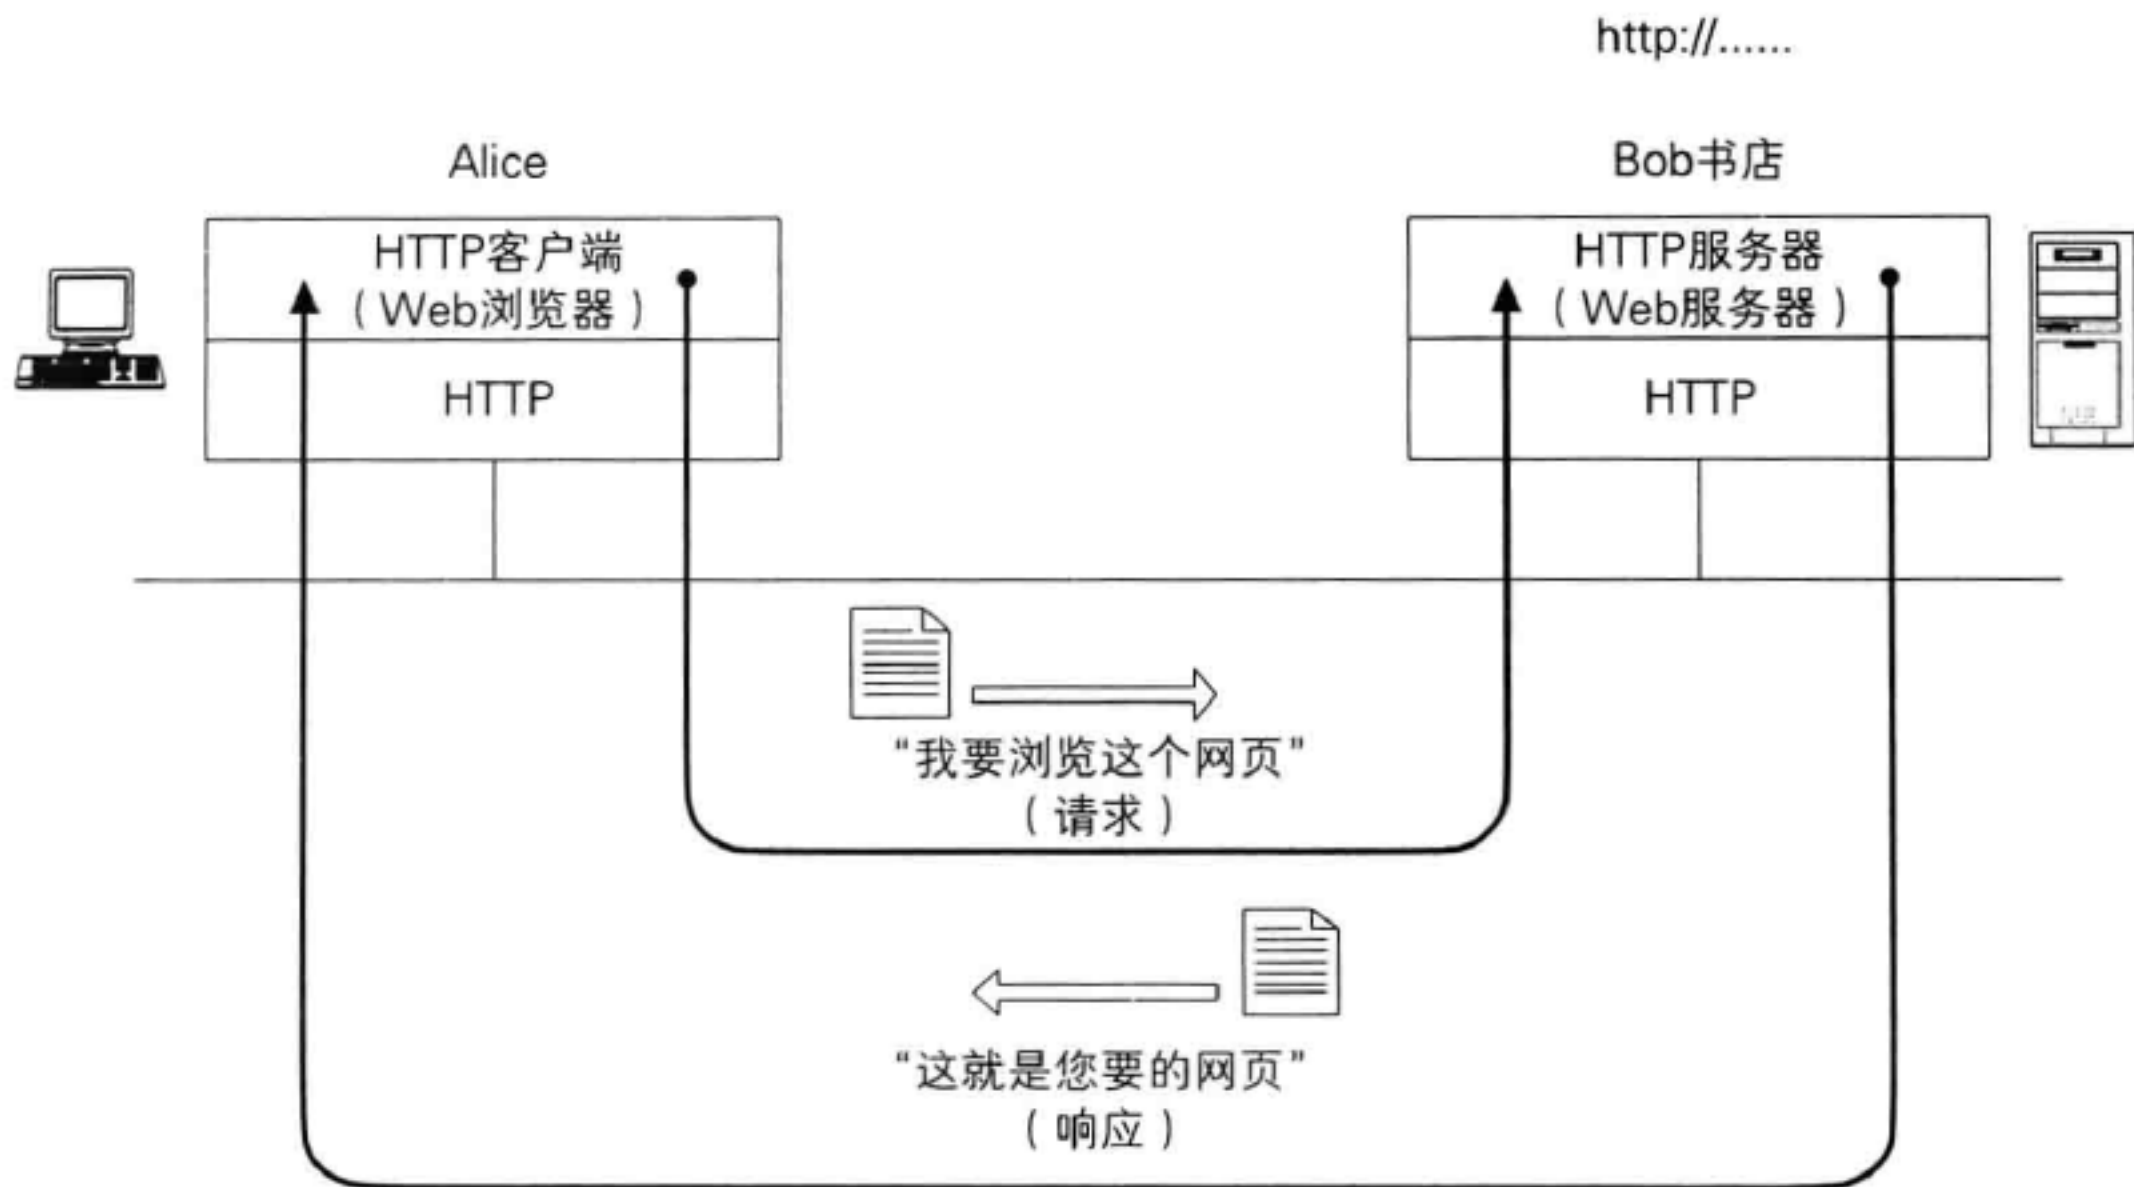 http://......
Alice
Bob书店
HTTP客户端
（Web浏览器）
HTTP
HTTP服务器
（Web服务器）
HTTP
“我要浏览这个网页”
（请求）
“这就是您要的网页”
（响应）